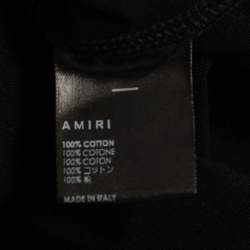 AMIRI
100% COTTON
100% COTONE
100% COTON
100% コットン
100% 棉
MADE IN ITALY